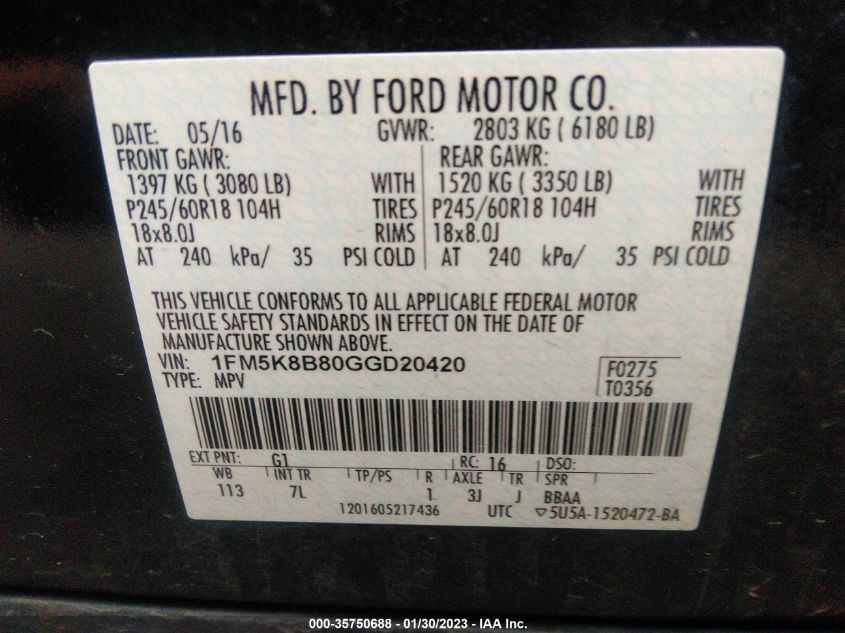 MFD. BY FORD MOTOR CO.
DATE: 05/16 GVWR: 2803 KG ( 6180 LB)
FRONT GAWR: REAR GAWR:
1397 KG ( 3080 LB) WITH 1520 KG ( 3350 LB) WITH
P245/60R18 104H TIRES P245/60R18 104H TIRES
18x8.0J RIMS 18x8.0J RIMS
AT 240 kPa/ 35 PSI COLD AT 240 kPa/ 35 PSI COLD
THIS VEHICLE CONFORMS TO ALL APPLICABLE FEDERAL MOTOR
VEHICLE SAFETY STANDARDS IN EFFECT ON THE DATE OF
MANUFACTURE SHOWN ABOVE.
VIN: 1FM5K8B80GGD20420 F0275
TYPE: MPV T0356
EXT PNT: G1 RC: 16 DSO:
WB INT TR TP/PS R AXLE TR SPR
113 7L 1 3J J BBAA
1201605217436 UTC ▽5U5A-1520472-BA
000-35750688 — 01/30/2023 — IAA Inc.